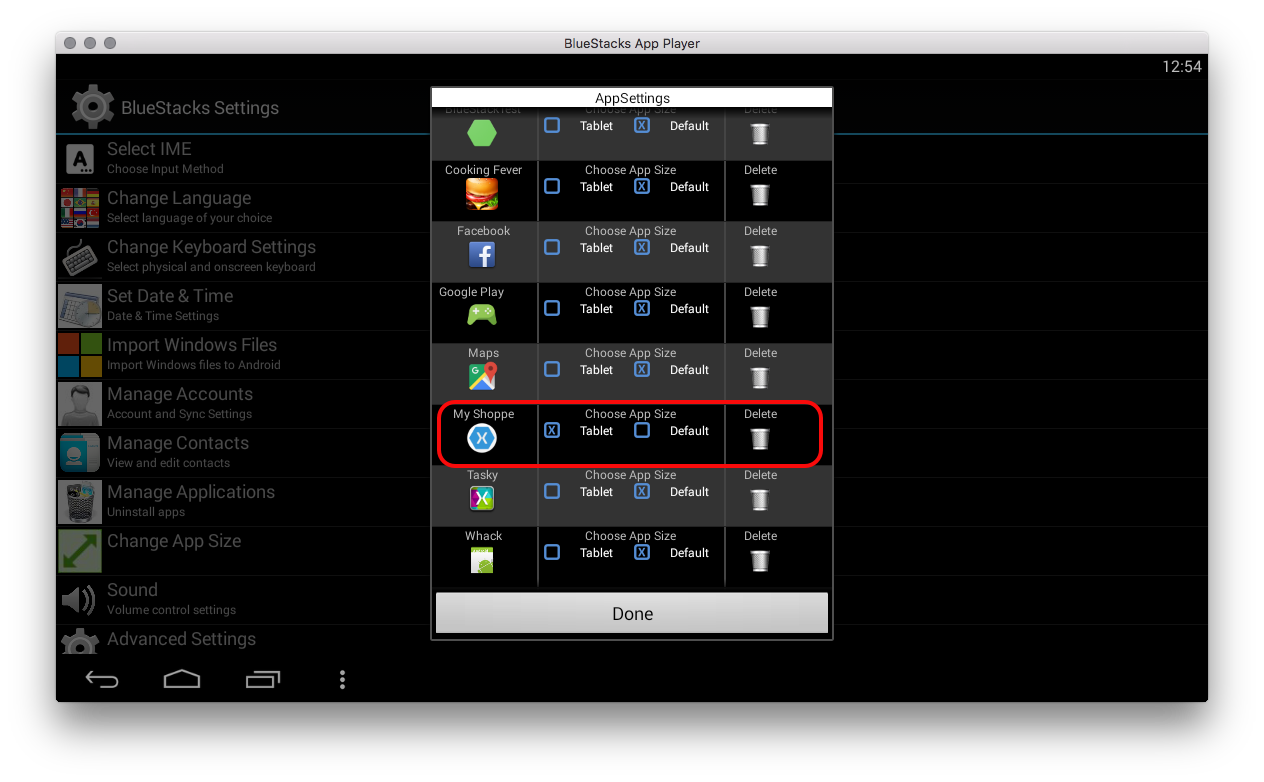 BlueStacks App Player
12:54
BlueStacks Settings
Select IME
Choose Input Method
Change Language
Select language of your choice
Change Keyboard Settings
Select physical and onscreen keyboard
Set Date & Time
Date & Time Settings
Import Windows Files
Import Windows files to Android
Manage Accounts
Account and Sync Settings
Manage Contacts
View and edit contacts
Manage Applications
Uninstall apps
Change App Size
Sound
Volume control settings
Advanced Settings
AppSettings
BlueStackTest Choose App Size Delete
Tablet X Default
Cooking Fever Choose App Size Delete
Tablet X Default
Facebook Choose App Size Delete
Tablet X Default
Google Play Choose App Size Delete
Tablet X Default
Maps Choose App Size Delete
Tablet X Default
My Shoppe Choose App Size Delete
X Tablet Default
Tasky Choose App Size Delete
Tablet X Default
Whack Choose App Size Delete
Tablet X Default
Done